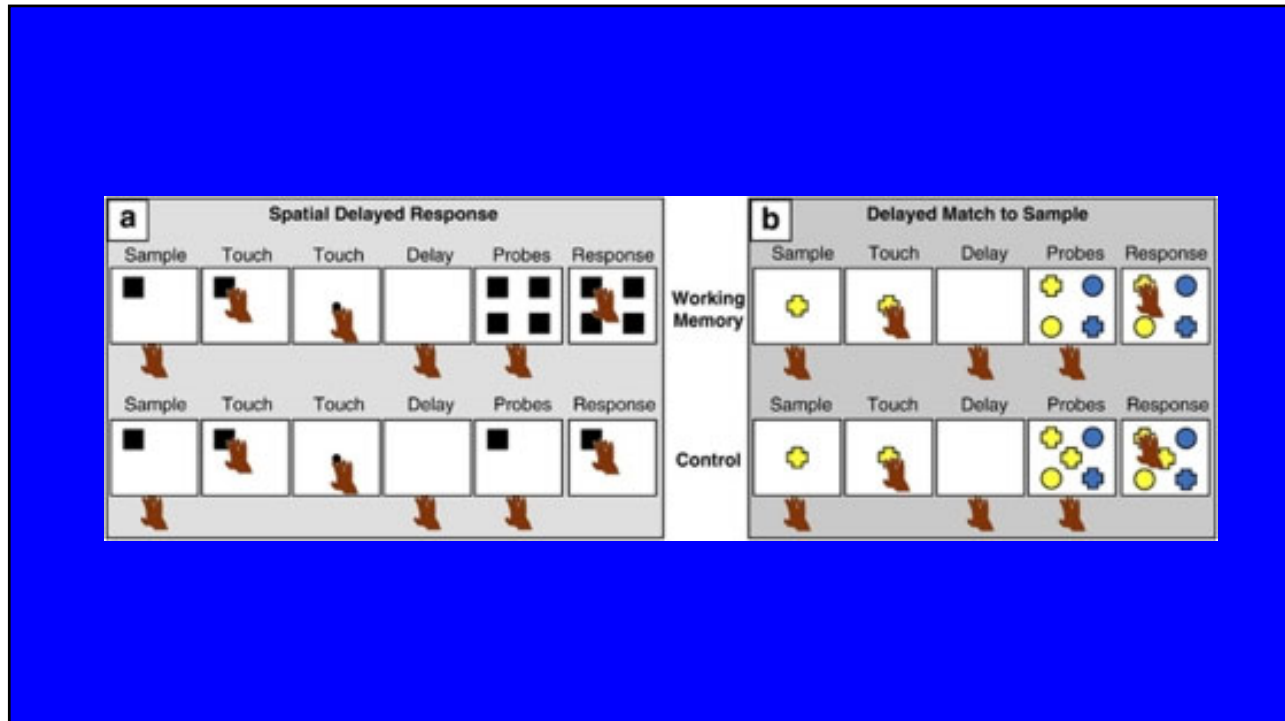 a
Spatial Delayed Response
Sample Touch Touch Delay Probes Response
Sample Touch Touch Delay Probes Response
Working
Memory
Control
b
Delayed Match to Sample
Sample Touch Delay Probes Response
Sample Touch Delay Probes Response